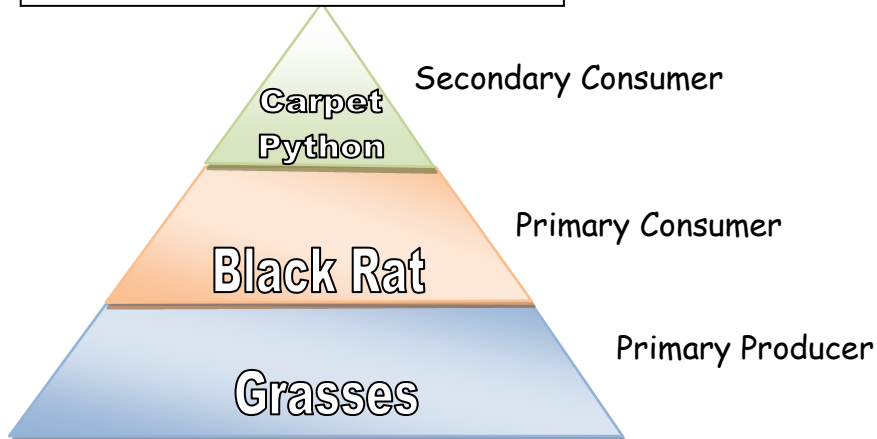 Secondary Consumer
Carpet
Python
Primary Consumer
Black Rat
Primary Producer
Grasses